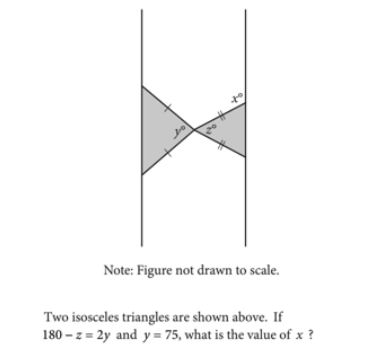 x°
y°
z°
Note: Figure not drawn to scale.
Two isosceles triangles are shown above. If
180 – z = 2y and y = 75, what is the value of x ?